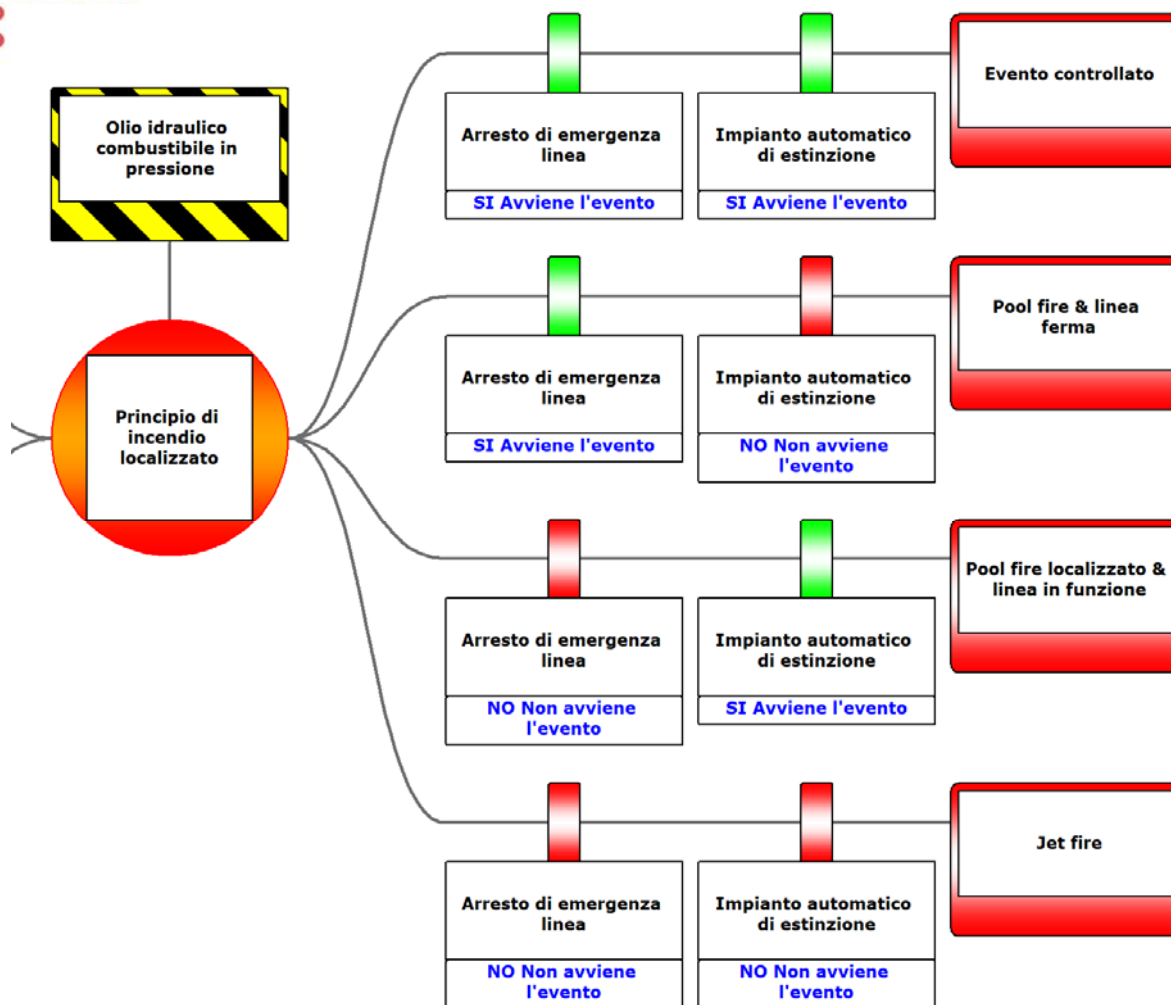 Olio idraulico
combustibile in
pressione
Principio di
incendio
localizzato
Arresto di emergenza
linea
SI Avviene l'evento
Impianto automatico
di estinzione
SI Avviene l'evento
Evento controllato
Arresto di emergenza
linea
SI Avviene l'evento
Impianto automatico
di estinzione
NO Non avviene
l'evento
Pool fire & linea
ferma
Arresto di emergenza
linea
NO Non avviene
l'evento
Impianto automatico
di estinzione
SI Avviene l'evento
Pool fire localizzato &
linea in funzione
Arresto di emergenza
linea
NO Non avviene
l'evento
Impianto automatico
di estinzione
NO Non avviene
l'evento
Jet fire